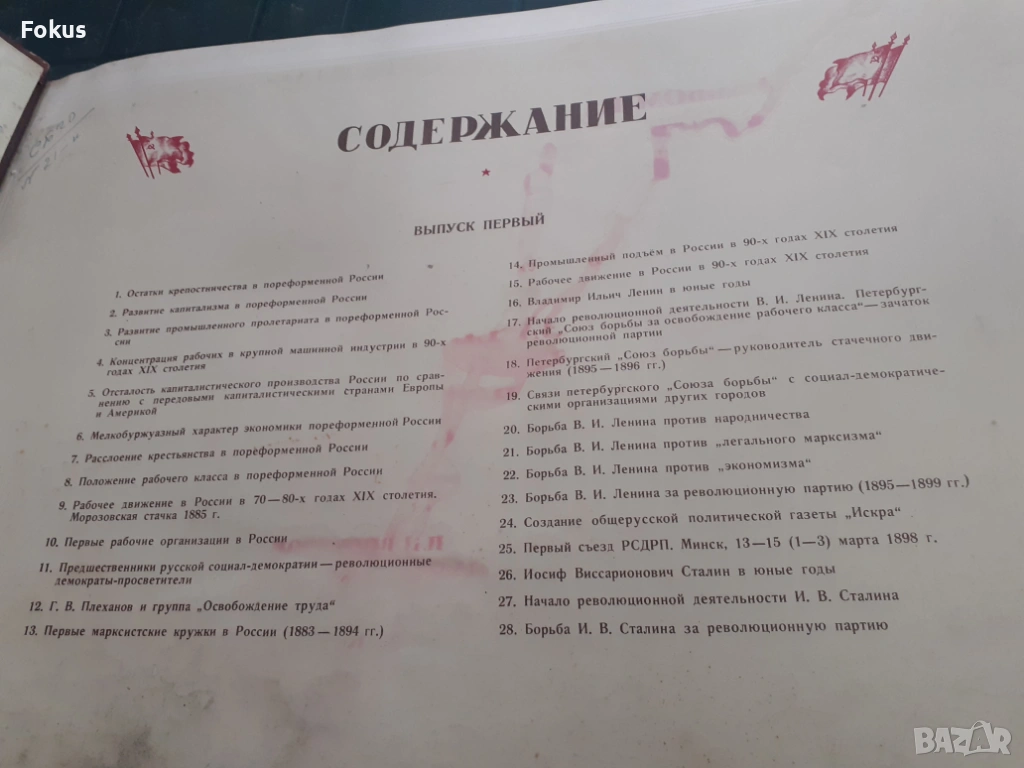 Fokus
СОДЕРЖАНИЕ
ВЫПУСК ПЕРВЫЙ
1. Остатки крепостничества в пореформенной России
2. Развитие капитализма в пореформенной России
3. Развитие промышленного пролетариата в пореформенной Рос-
сии
4. Концентрация рабочих в крупной машинной индустрии в 90-х
годах XIX столетия
5. Отсталость капиталистического производства России по срав-
нению с передовыми капиталистическими странами Европы
и Америкой
6. Мелкобуржуазный характер экономики пореформенной России
7. Расслоение крестьянства в пореформенной России
8. Положение рабочего класса в пореформенной России
9. Рабочее движение в России в 70—80-х годах XIX столетия.
Морозовская стачка 1885 г.
10. Первые рабочие организации в России
11. Предшественники русской социал-демократии—революционные
демократы-просветители
12. Г. В. Плеханов и группа „Освобождение труда“
13. Первые марксистские кружки в России (1883—1894 гг.)
14. Промышленный подъём в России в 90-х годах XIX столетия
15. Рабочее движение в России в 90-х годах XIX столетия
16. Владимир Ильич Ленин в юные годы
17. Начало революционной деятельности В. И. Ленина. Петербург-
ский „Союз борьбы за освобождение рабочего класса“—зачаток
революционной партии
18. Петербургский „Союз борьбы“—руководитель стачечного дви-
жения (1895—1896 гг.)
19. Связи петербургского „Союза борьбы“ с социал-демократиче-
скими организациями других городов
20. Борьба В. И. Ленина против народничества
21. Борьба В. И. Ленина против „легального марксизма“
22. Борьба В. И. Ленина против „экономизма“
23. Борьба В. И. Ленина за революционную партию (1895—1899 гг.)
24. Создание общерусской политической газеты „Искра“
25. Первый съезд РСДРП. Минск, 13—15 (1—3) марта 1898 г.
26. Иосиф Виссарионович Сталин в юные годы
27. Начало революционной деятельности И. В. Сталина
28. Борьба И. В. Сталина за революционную партию
BAZAR